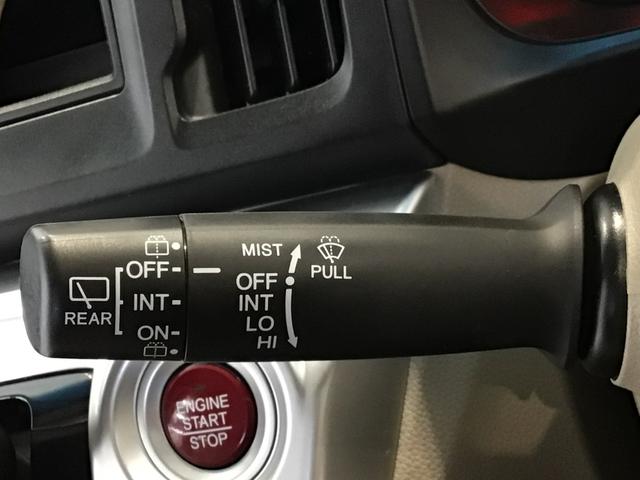 OFF
INT
ON
REAR
MIST
OFF
INT
LO
HI
PULL
ENGINE
START
STOP